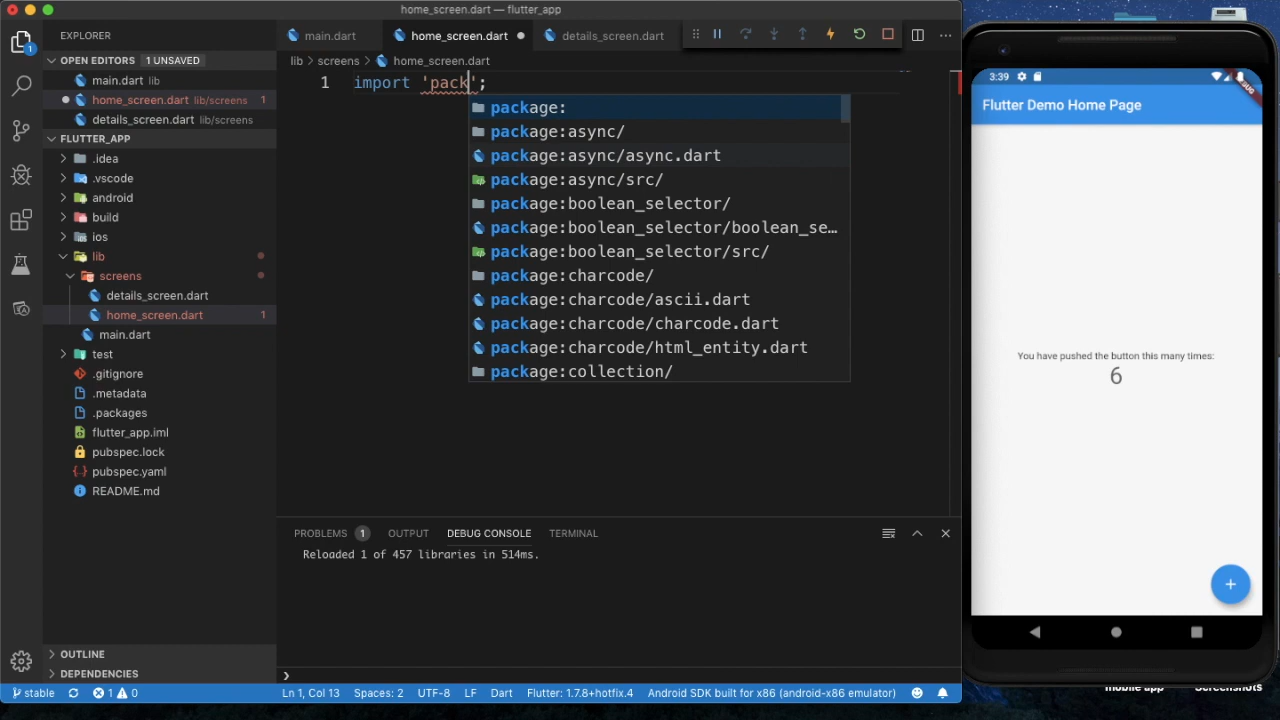 home_screen.dart — flutter_app
EXPLORER
main.dart
home_screen.dart
details_screen.dart
OPEN EDITORS 1 UNSAVED
main.dart lib
home_screen.dart lib/screens 1
details_screen.dart lib/screens
FLUTTER_APP
.idea
.vscode
android
build
ios
lib
screens
details_screen.dart
home_screen.dart 1
main.dart
test
.gitignore
.metadata
.packages
flutter_app.iml
pubspec.lock
pubspec.yaml
README.md
OUTLINE
DEPENDENCIES
1
lib > screens > home_screen.dart
1 import 'pack';
package:
package:async/
package:async/async.dart
package:async/src/
package:boolean_selector/
package:boolean_selector/boolean_se…
package:boolean_selector/src/
package:charcode/
package:charcode/ascii.dart
package:charcode/charcode.dart
package:charcode/html_entity.dart
package:collection/
PROBLEMS 1 OUTPUT DEBUG CONSOLE TERMINAL
Reloaded 1 of 457 libraries in 514ms.
stable 1 0 Ln 1, Col 13 Spaces: 2 UTF-8 LF Dart Flutter: 1.7.8+hotfix.4 Android SDK built for x86 (android-x86 emulator)
3:39
DEBUG
Flutter Demo Home Page
You have pushed the button this many times:
6
+
mobile app
Screenshots